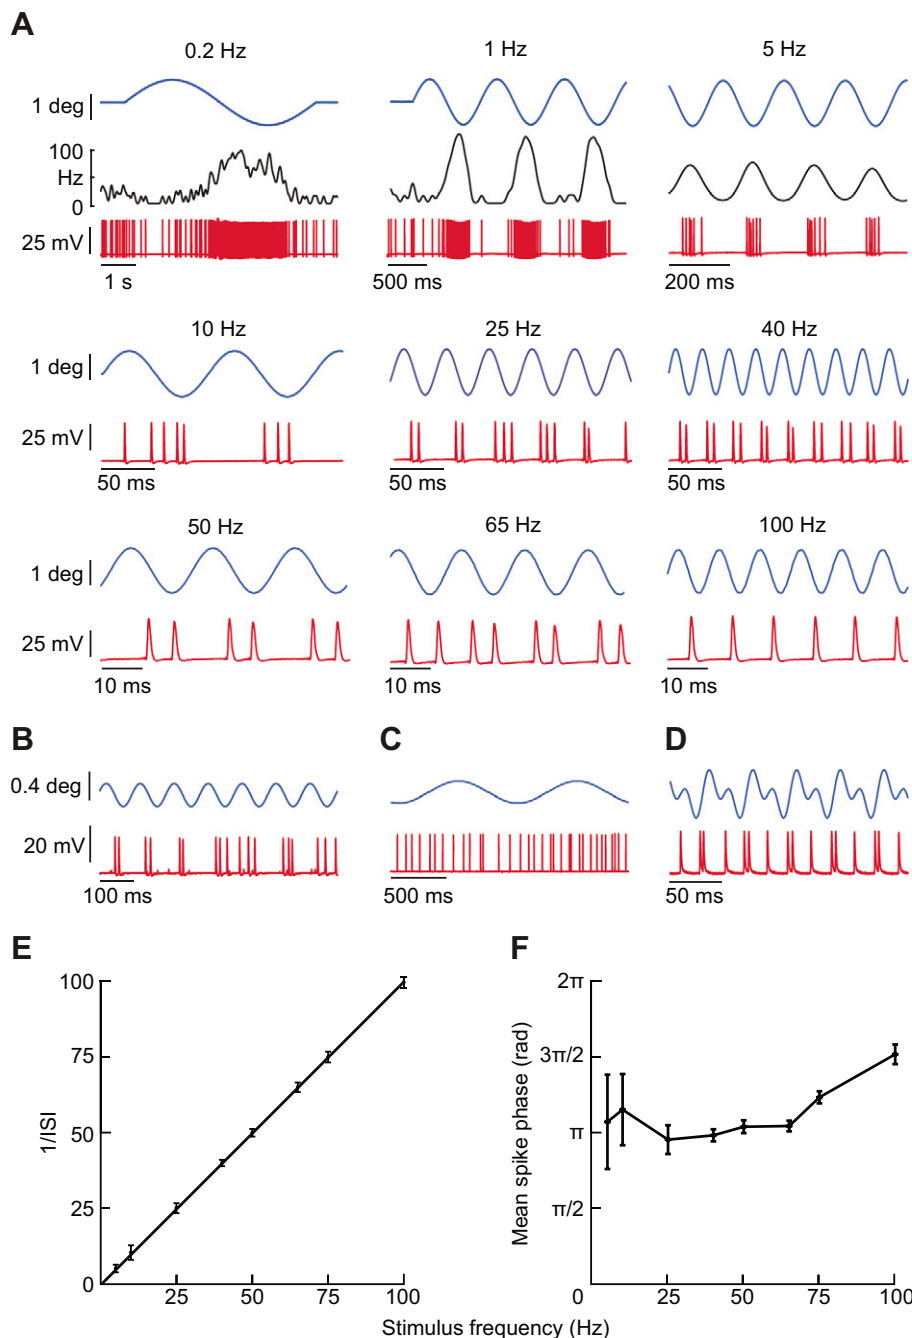 A
0.2 Hz
1 Hz
5 Hz
1 deg
100
Hz
0
25 mV
1 s
500 ms
200 ms
10 Hz
25 Hz
40 Hz
1 deg
25 mV
50 ms
50 ms
50 ms
50 Hz
65 Hz
100 Hz
1 deg
25 mV
10 ms
10 ms
10 ms
B
C
D
0.4 deg
20 mV
100 ms
500 ms
50 ms
E
100
75
50
25
0
1/ISI
25
50
75
100
F
2π
3π/2
π
π/2
0
Mean spike phase (rad)
25
50
75
100
Stimulus frequency (Hz)